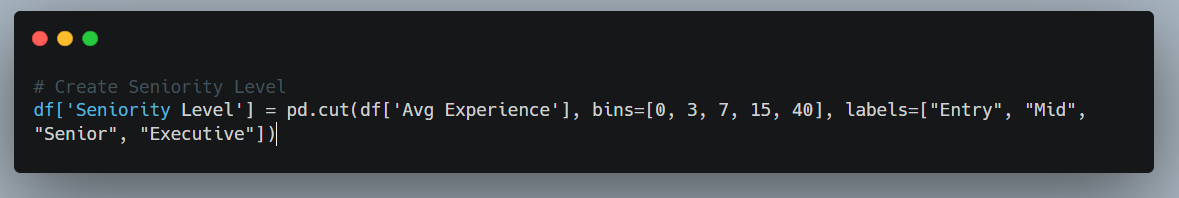 # Create Seniority Level
df['Seniority Level'] = pd.cut(df['Avg Experience'], bins=[0, 3, 7, 15, 40], labels=["Entry", "Mid",
"Senior", "Executive"])